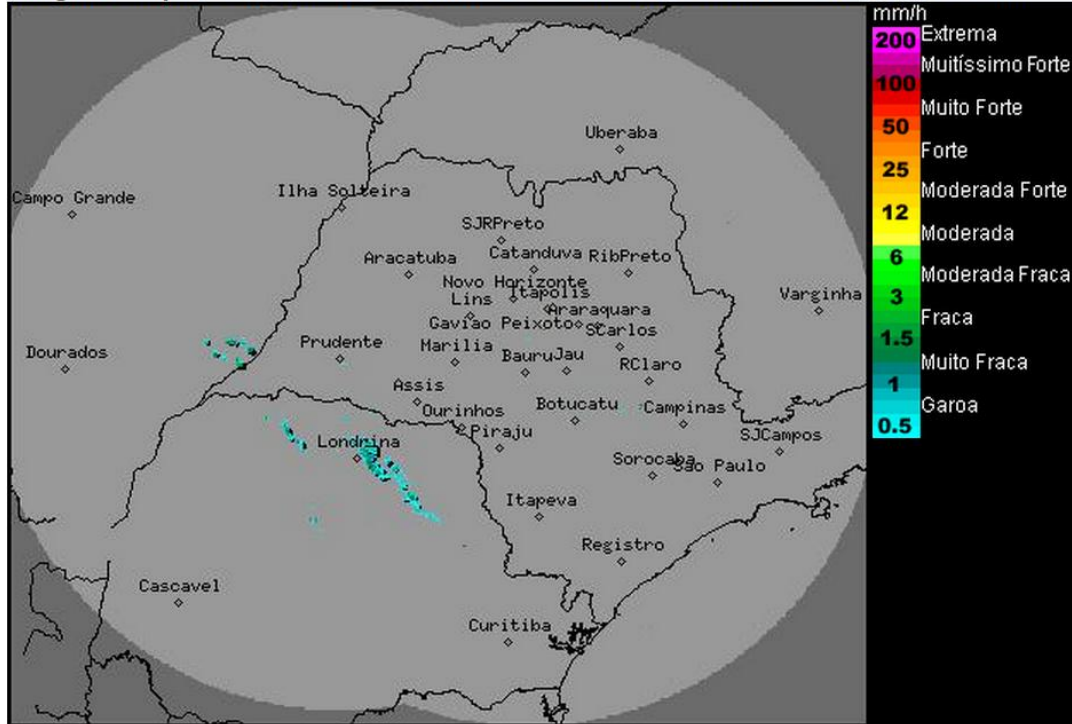 mm/h
200
Extrema
Muitíssimo Forte
100
Muito Forte
50
Forte
25
Moderada Forte
12
Moderada
6
Moderada Fraca
3
Fraca
1.5
Muito Fraca
1
Garoa
0.5
Uberaba
Ilha Solteira
Campo Grande
SJRPreto
Catanduva
Aracatuba
RibPreto
Novo Horizonte
Itapolis
Lins
Araraquara
Varginha
Gaviao Peixoto
SCarlos
Prudente
Marilia
Dourados
Bauru
Jau
RClaro
Assis
Botucatu
Campinas
Ourinhos
Piraju
SJCampos
Londrina
Sorocaba
Sao Paulo
Itapeva
Registro
Cascavel
Curitiba